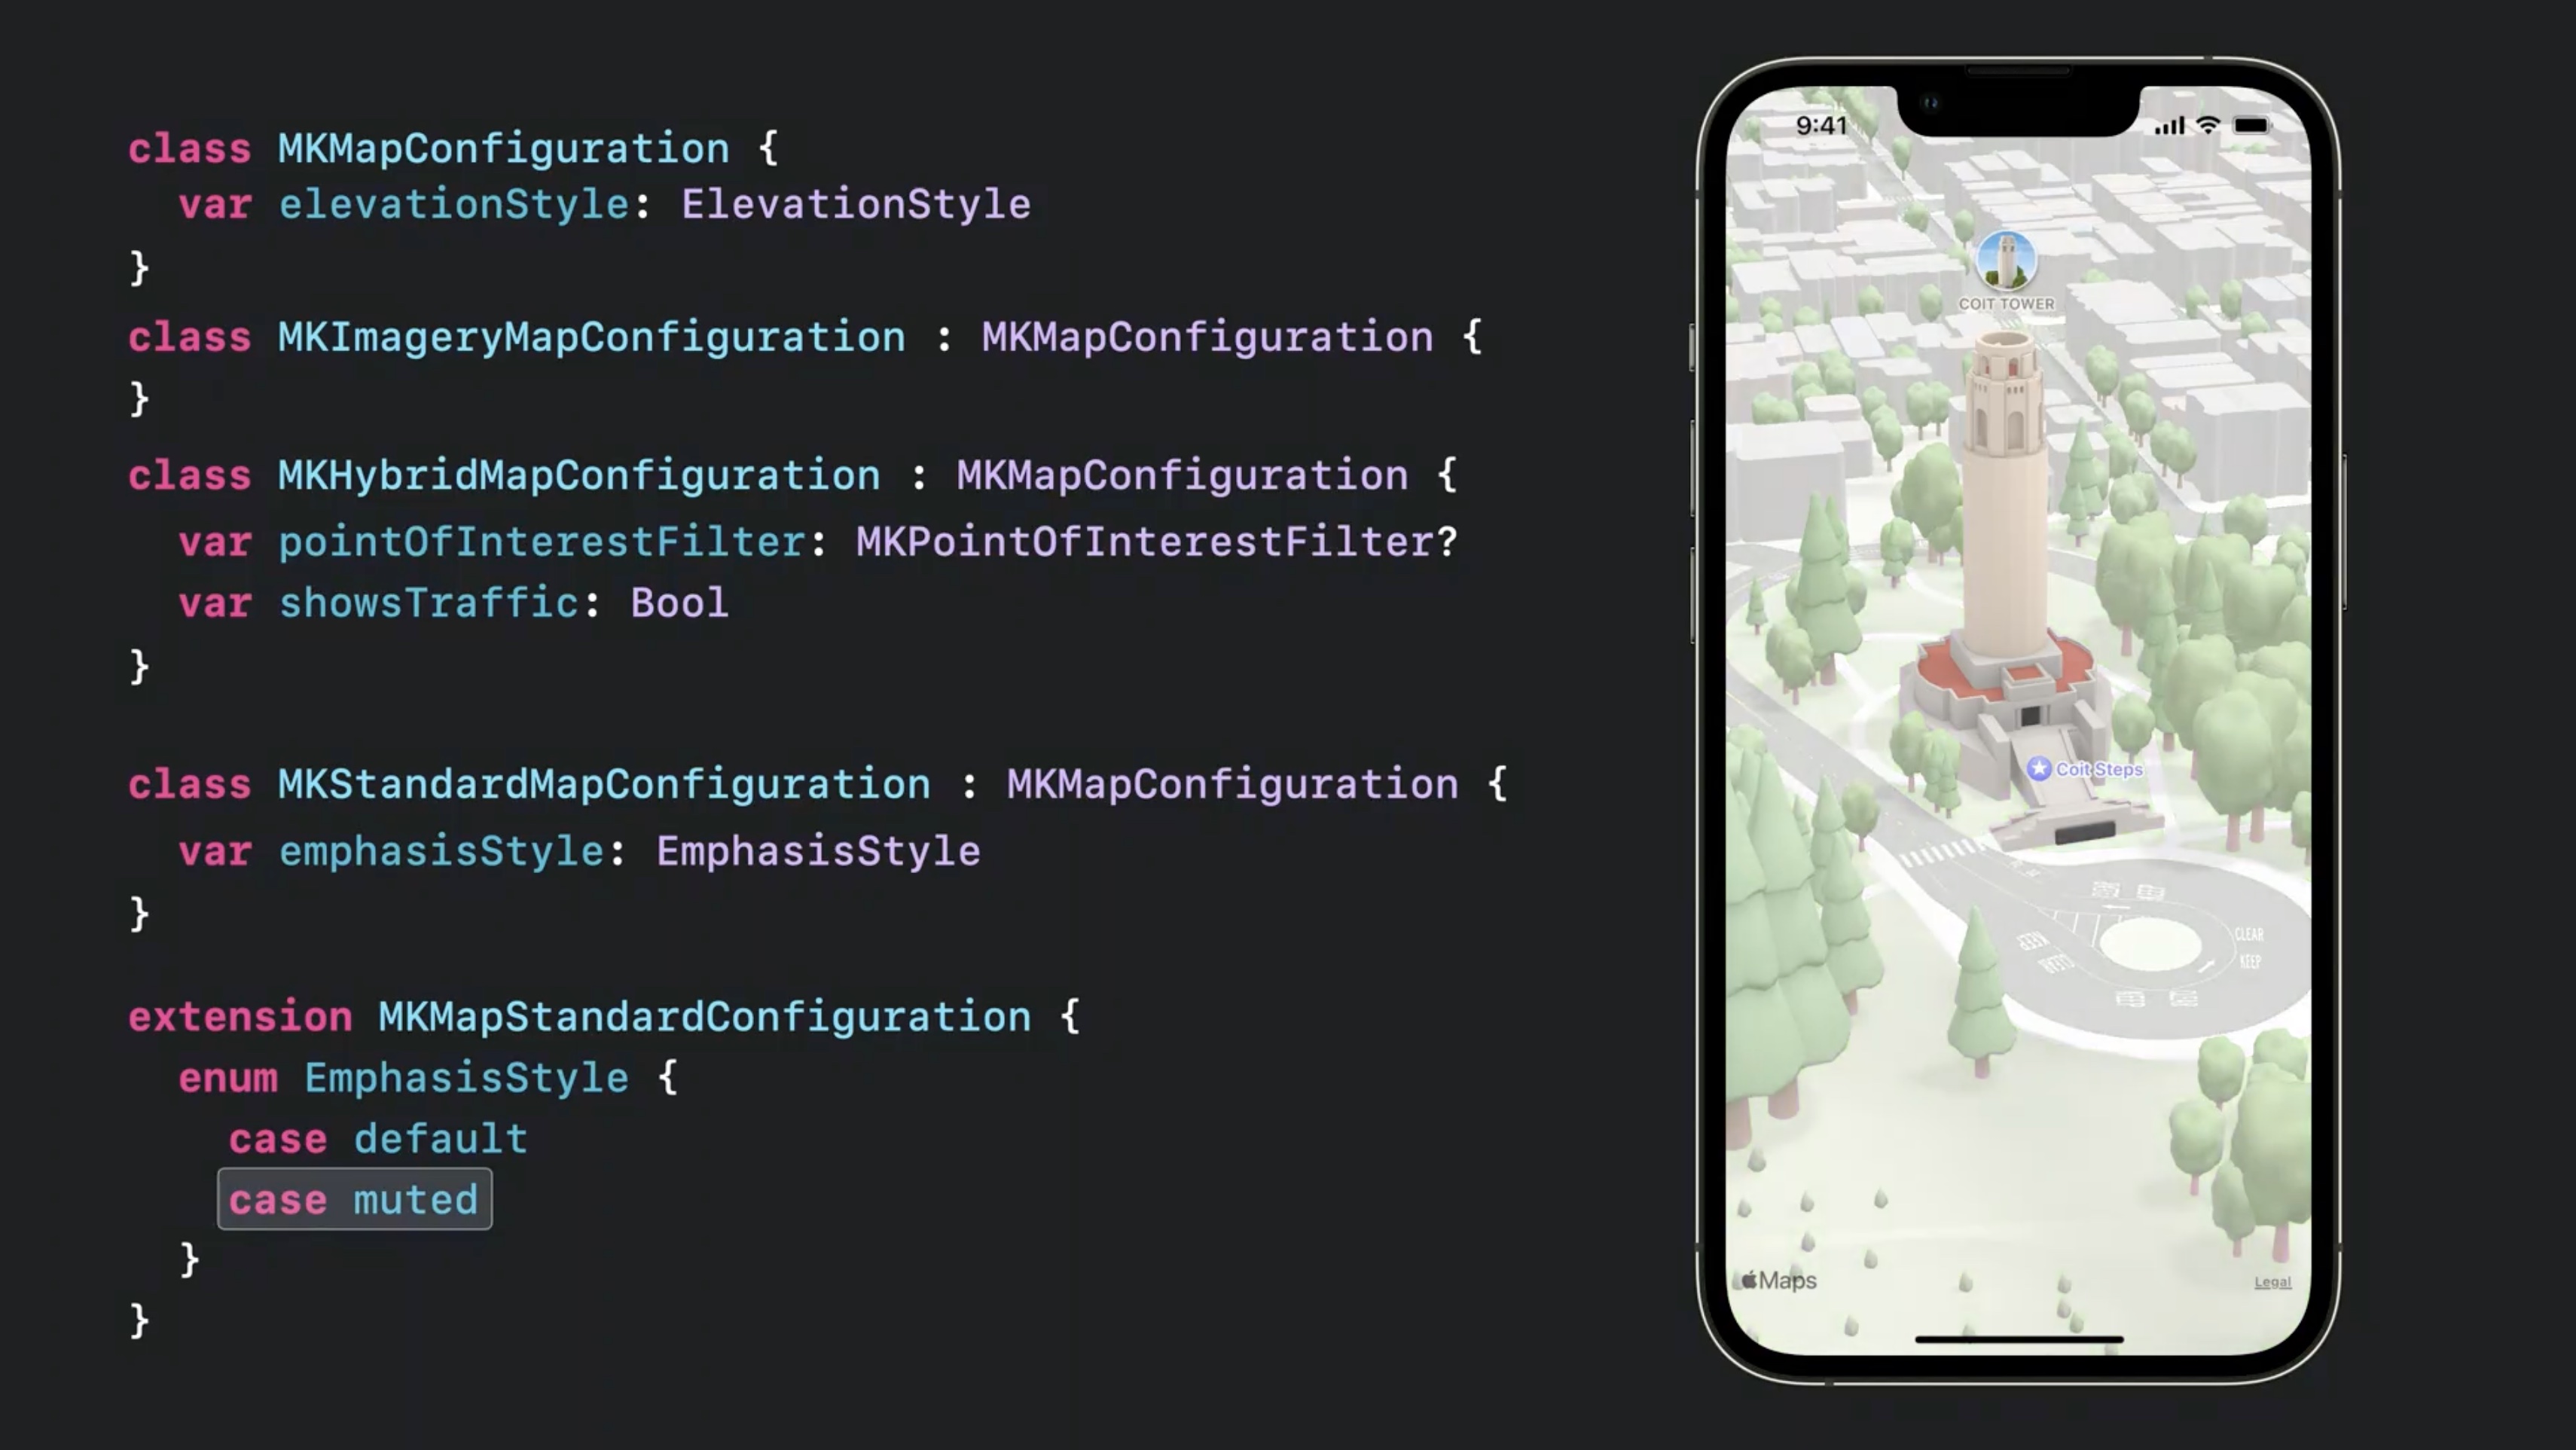 class MKMapConfiguration {
var elevationStyle: ElevationStyle
}
class MKImageryMapConfiguration : MKMapConfiguration {
}
class MKHybridMapConfiguration : MKMapConfiguration {
var pointOfInterestFilter: MKPointOfInterestFilter?
var showsTraffic: Bool
}
class MKStandardMapConfiguration : MKMapConfiguration {
var emphasisStyle: EmphasisStyle
}
extension MKMapStandardConfiguration {
enum EmphasisStyle {
case default
case muted
}
}
9:41
COIT TOWER
Coit Steps
CLEAR
KEEP
KEEP
CLEAR
Maps
Legal